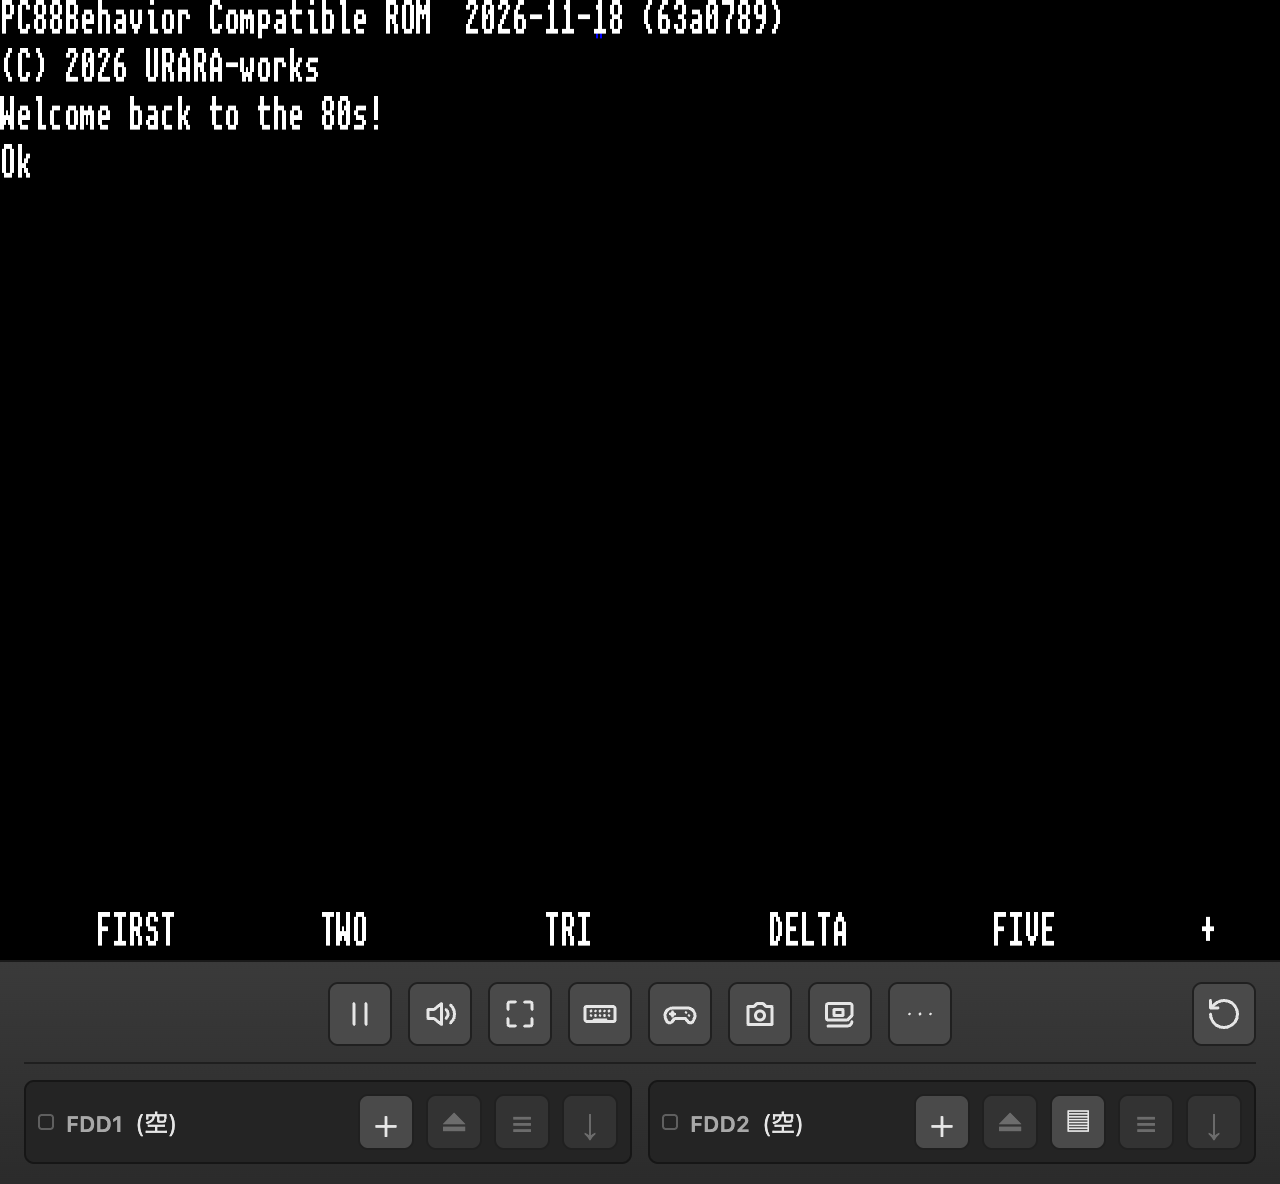 PC88Behavior Compatible ROM  2026-11-18 (63a0789)
(C) 2026 URARA-works
Welcome back to the 80s!
Ok
FIRST TWO TRI DELTA FIVE +
FDD1 (空)
FDD2 (空)